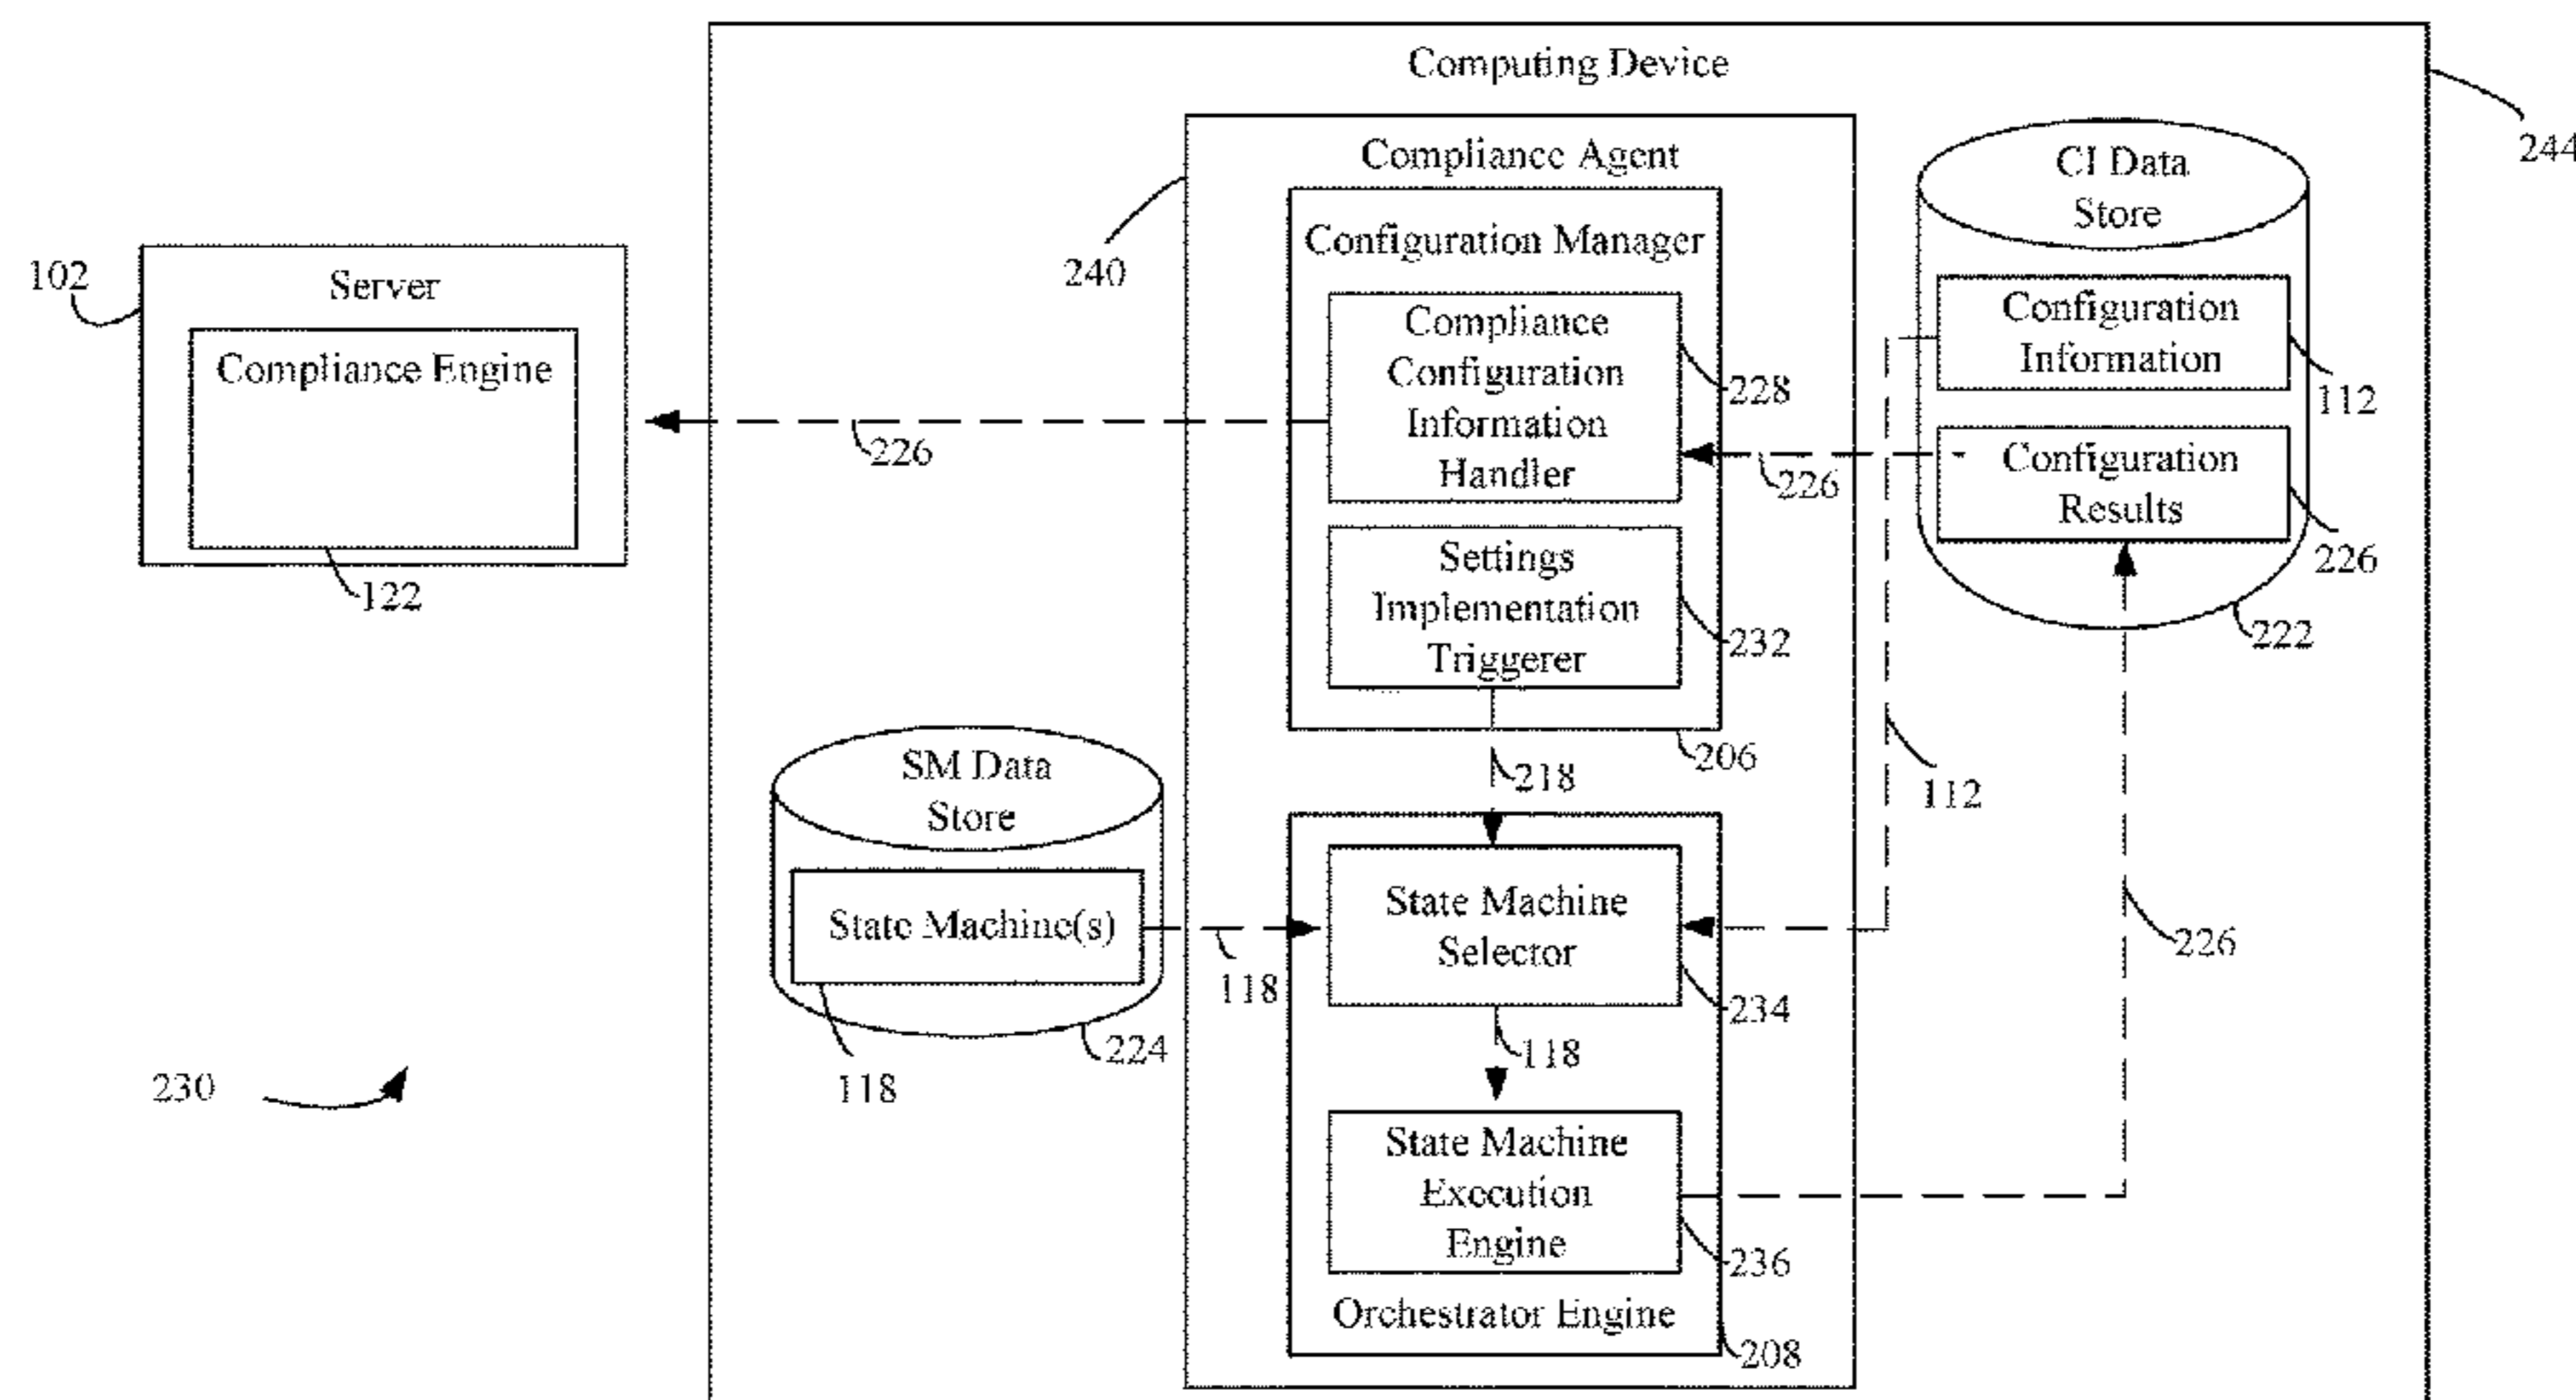 Computing Device
244
Compliance Agent
240
Configuration Manager
Compliance
Configuration
Information
Handler
228
Settings
Implementation
Triggerer
232
206
218
CI Data
Store
Configuration
Information
112
Configuration
Results
226
222
226
112
226
102
Server
Compliance Engine
122
226
SM Data
Store
State Machine(s)
118
224
118
State Machine
Selector
234
118
State Machine
Execution
Engine
236
Orchestrator Engine
208
230